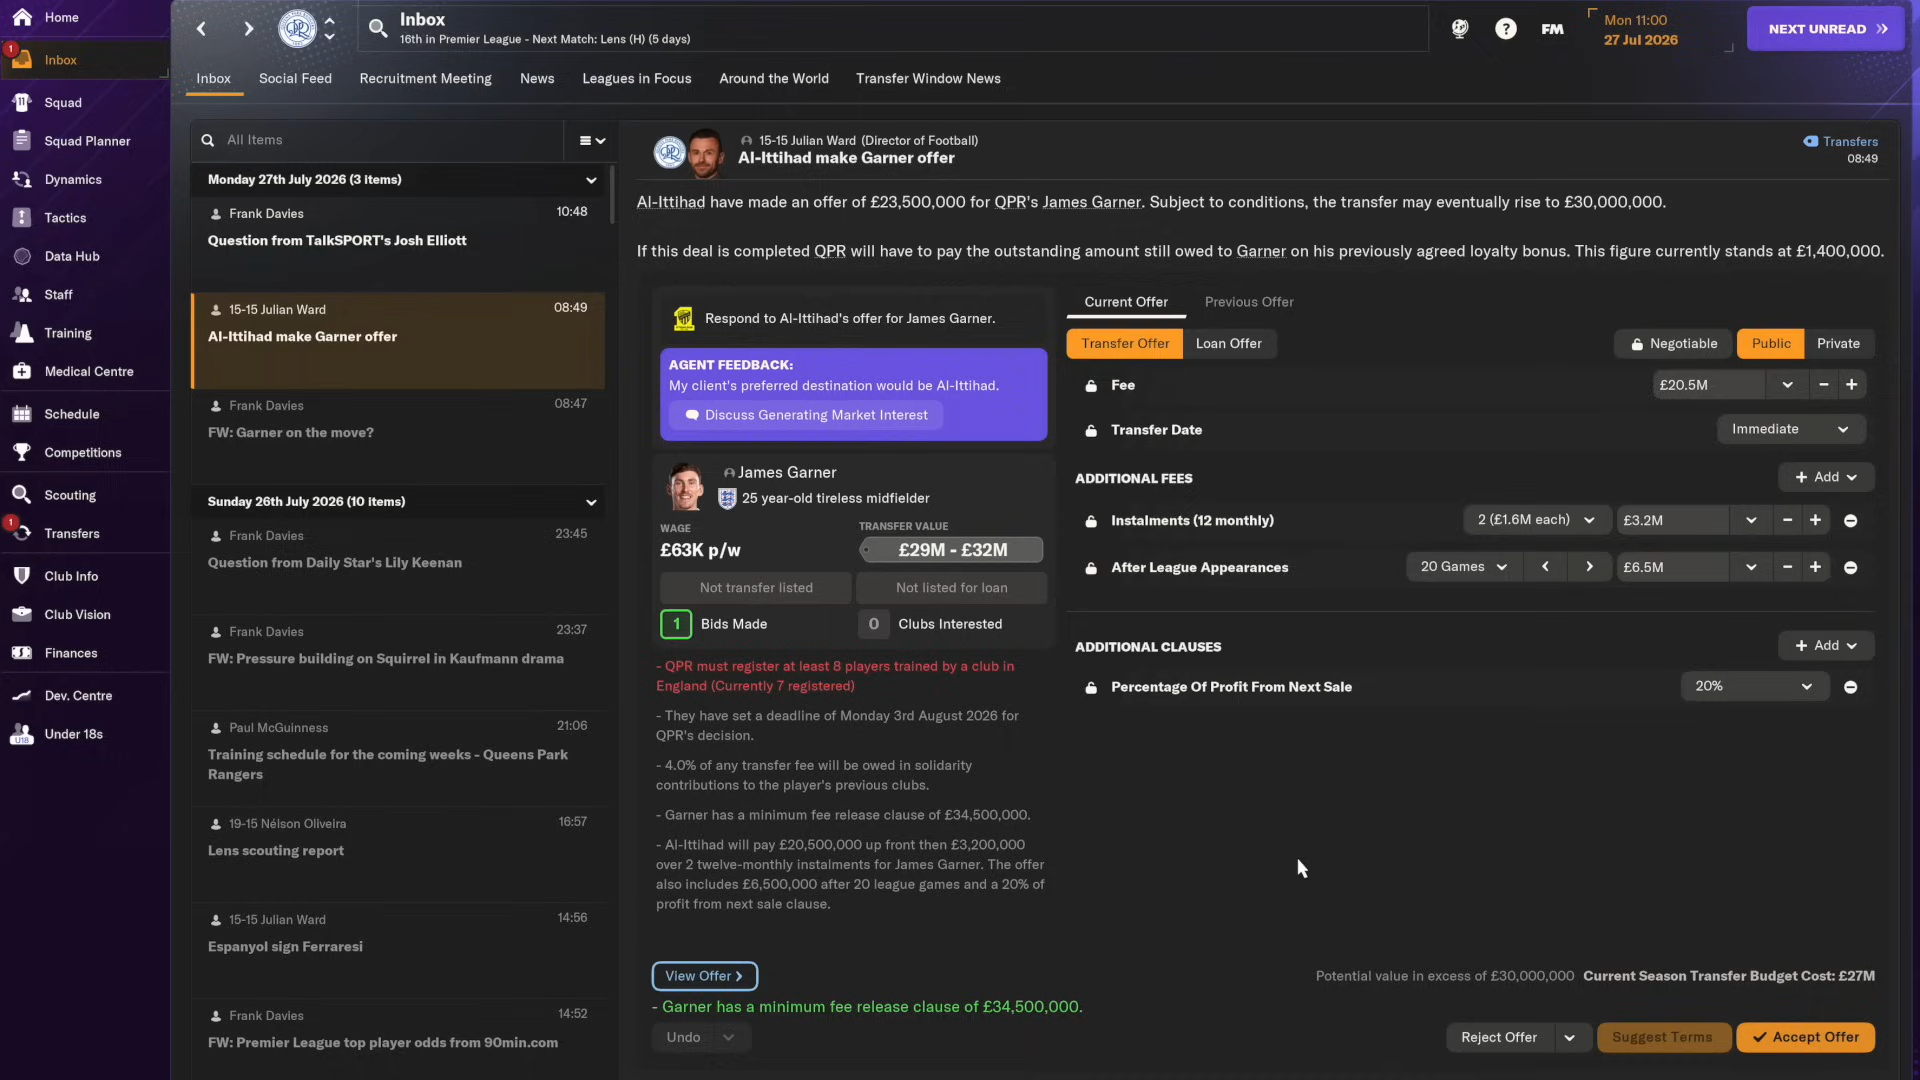 Home
1
Inbox
Squad
Squad Planner
Dynamics
Tactics
Data Hub
Staff
Training
Medical Centre
Schedule
Competitions
Scouting
1
Transfers
Club Info
Club Vision
Finances
Dev. Centre
U18
Under 18s
Inbox
16th in Premier League - Next Match: Lens (H) (5 days)
FM
Mon 11:00
27 Jul 2026
NEXT UNREAD
Inbox
Social Feed
Recruitment Meeting
News
Leagues in Focus
Around the World
Transfer Window News
All Items
Monday 27th July 2026 (3 items)
Frank Davies 10:48
Question from TalkSPORT's Josh Elliott
15-15 Julian Ward 08:49
Al-Ittihad make Garner offer
Frank Davies 08:47
FW: Garner on the move?
Sunday 26th July 2026 (10 items)
Frank Davies 23:45
Question from Daily Star's Lily Keenan
Frank Davies 23:37
FW: Pressure building on Squirrel in Kaufmann drama
Paul McGuinness 21:06
Training schedule for the coming weeks - Queens Park
Rangers
19-15 Nélson Oliveira 16:57
Lens scouting report
15-15 Julian Ward 14:56
Espanyol sign Ferraresi
Frank Davies 14:52
FW: Premier League top player odds from 90min.com
15-15 Julian Ward (Director of Football)
Al-Ittihad make Garner offer
Transfers
08:49
Al-Ittihad have made an offer of £23,500,000 for QPR's James Garner. Subject to conditions, the transfer may eventually rise to £30,000,000.
If this deal is completed QPR will have to pay the outstanding amount still owed to Garner on his previously agreed loyalty bonus. This figure currently stands at £1,400,000.
Respond to Al-Ittihad's offer for James Garner.
AGENT FEEDBACK:
My client's preferred destination would be Al-Ittihad.
Discuss Generating Market Interest
James Garner
25 year-old tireless midfielder
WAGE
TRANSFER VALUE
£63K p/w
£29M - £32M
Not transfer listed
Not listed for loan
1 Bids Made
0 Clubs Interested
- QPR must register at least 8 players trained by a club in
England (Currently 7 registered)
- They have set a deadline of Monday 3rd August 2026 for
QPR's decision.
- 4.0% of any transfer fee will be owed in solidarity
contributions to the player's previous clubs.
- Garner has a minimum fee release clause of £34,500,000.
- Al-Ittihad will pay £20,500,000 up front then £3,200,000
over 2 twelve-monthly instalments for James Garner. The offer
also includes £6,500,000 after 20 league games and a 20% of
profit from next sale clause.
Current Offer
Previous Offer
Transfer Offer
Loan Offer
Negotiable
Public
Private
Fee £20.5M
Transfer Date Immediate
ADDITIONAL FEES
Add
Instalments (12 monthly) 2 (£1.6M each) £3.2M
After League Appearances 20 Games £6.5M
ADDITIONAL CLAUSES
Add
Percentage Of Profit From Next Sale 20%
View Offer
Potential value in excess of £30,000,000 Current Season Transfer Budget Cost: £27M
- Garner has a minimum fee release clause of £34,500,000.
Undo
Reject Offer
Suggest Terms
Accept Offer